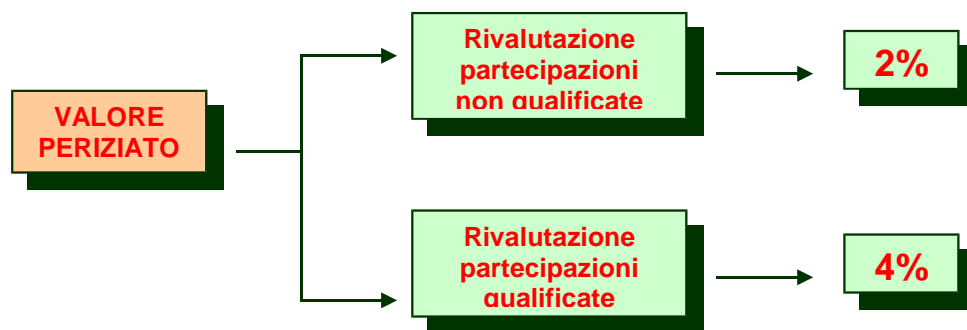 Rivalutazione
partecipazioni
non qualificate
2%
VALORE
PERIZIATO
Rivalutazione
partecipazioni
qualificate
4%